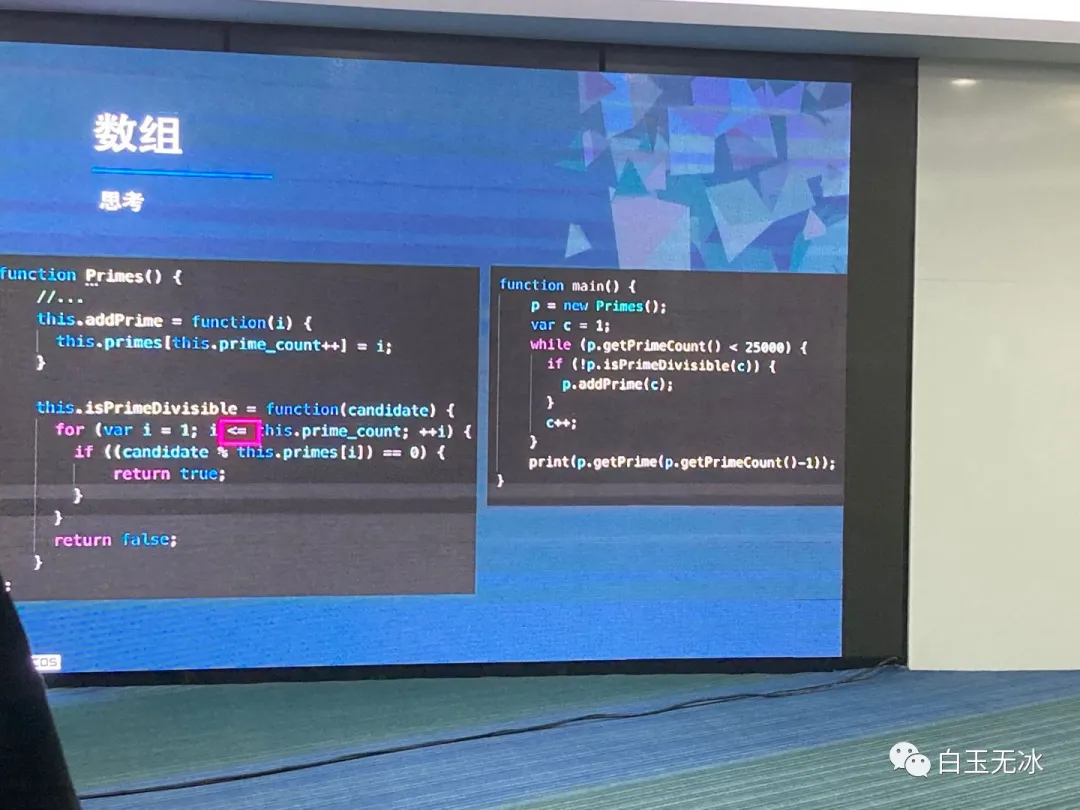 数组
思考
function Primes() {
//...
this.addPrime = function(i) {
this.primes[this.prime_count++] = i;
}
this.isPrimeDivisible = function(candidate) {
for (var i = 1; i <= this.prime_count; ++i) {
if ((candidate % this.primes[i]) == 0) {
return true;
}
}
return false;
}
;
function main() {
p = new Primes();
var c = 1;
while (p.getPrimeCount() < 25000) {
if (!p.isPrimeDivisible(c)) {
p.addPrime(c);
}
c++;
}
print(p.getPrime(p.getPrimeCount()-1));
}
cos
白玉无冰